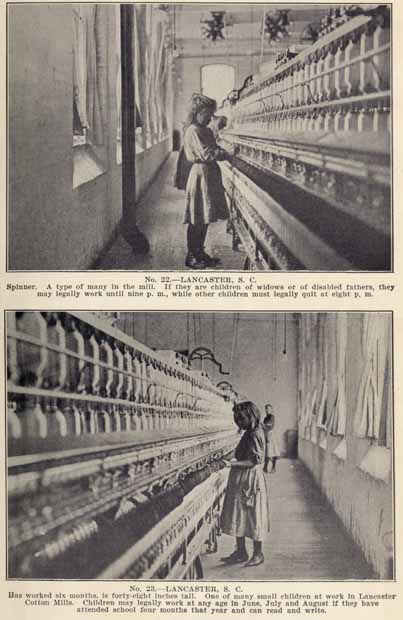 No. 22.—LANCASTER, S. C.
Spinner. A type of many in the mill. If they are children of widows or of disabled fathers, they
may legally work until nine p. m., while other children must legally quit at eight p. m.
No. 23.—LANCASTER, S. C.
Has worked six months, is forty-eight inches tall. One of many small children at work in Lancaster
Cotton Mills. Children may legally work at any age in June, July and August if they have
attended school four months that year and can read and write.